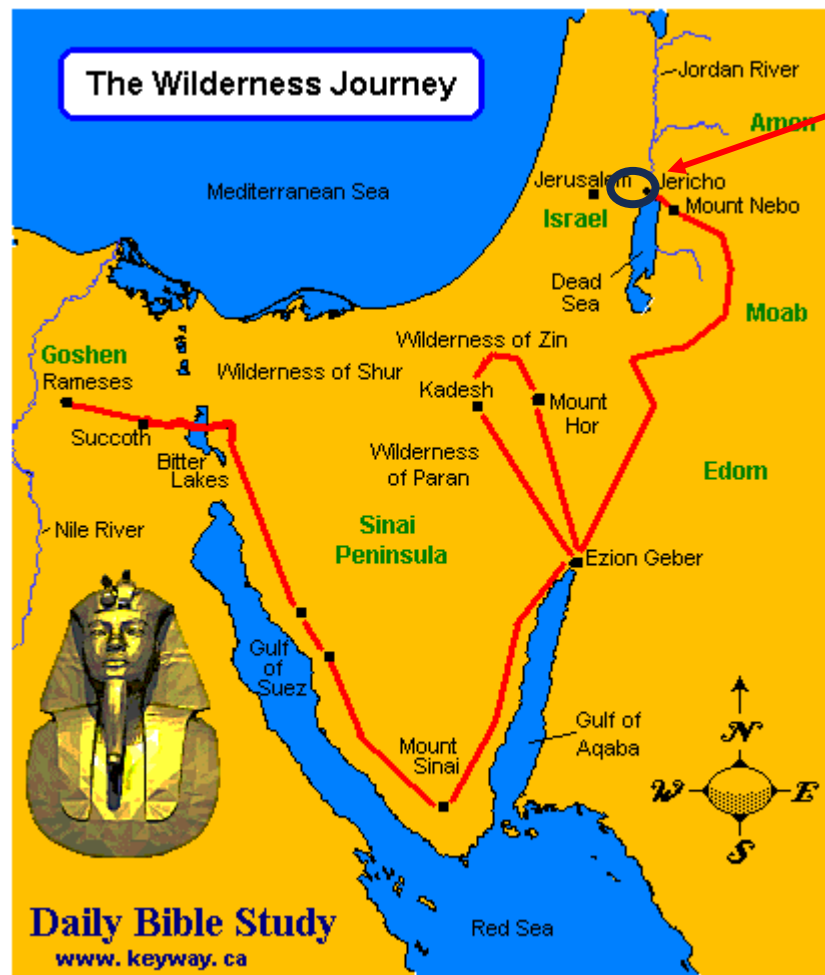 The Wilderness Journey
Jordan River
Amon
Mediterranean Sea
Jerusalem
Jericho
Mount Nebo
Israel
Dead
Sea
Moab
Goshen
Rameses
Wilderness of Shur
Wilderness of Zin
Kadesh
Mount
Hor
Succoth
Bitter
Lakes
Wilderness
of Paran
Edom
Nile River
Sinai
Peninsula
Ezion Geber
Gulf
of
Suez
Mount
Sinai
Gulf of
Aqaba
N
W
E
S
Daily Bible Study
www.keyway.ca
Red Sea